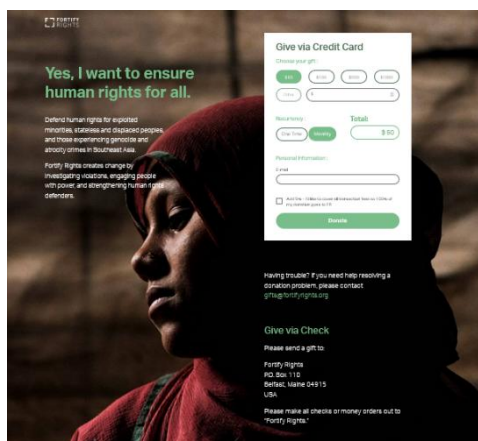 FORTIFY
RIGHTS
Yes, I want to ensure
human rights for all.
Defend human rights for exploited
minorities, stateless and displaced peoples,
and those experiencing genocide and
atrocity crimes in Southeast Asia.
Fortify Rights creates change by
investigating violations, engaging people
with power, and strengthening human rights
defenders.
Give via Credit Card
Choose your gift:
Recurrency:
Total:
One Time
Monthly
$ 50
Personal Information:
Email
Donate
Having trouble? If you need help resolving a
donation problem, please contact
gifts@fortifyrights.org
Give via Check
Please send a gift to:
Fortify Rights
P.O. Box 110
Belfast, Maine 04915
USA
Please make all checks or money orders out to
"Fortify Rights."